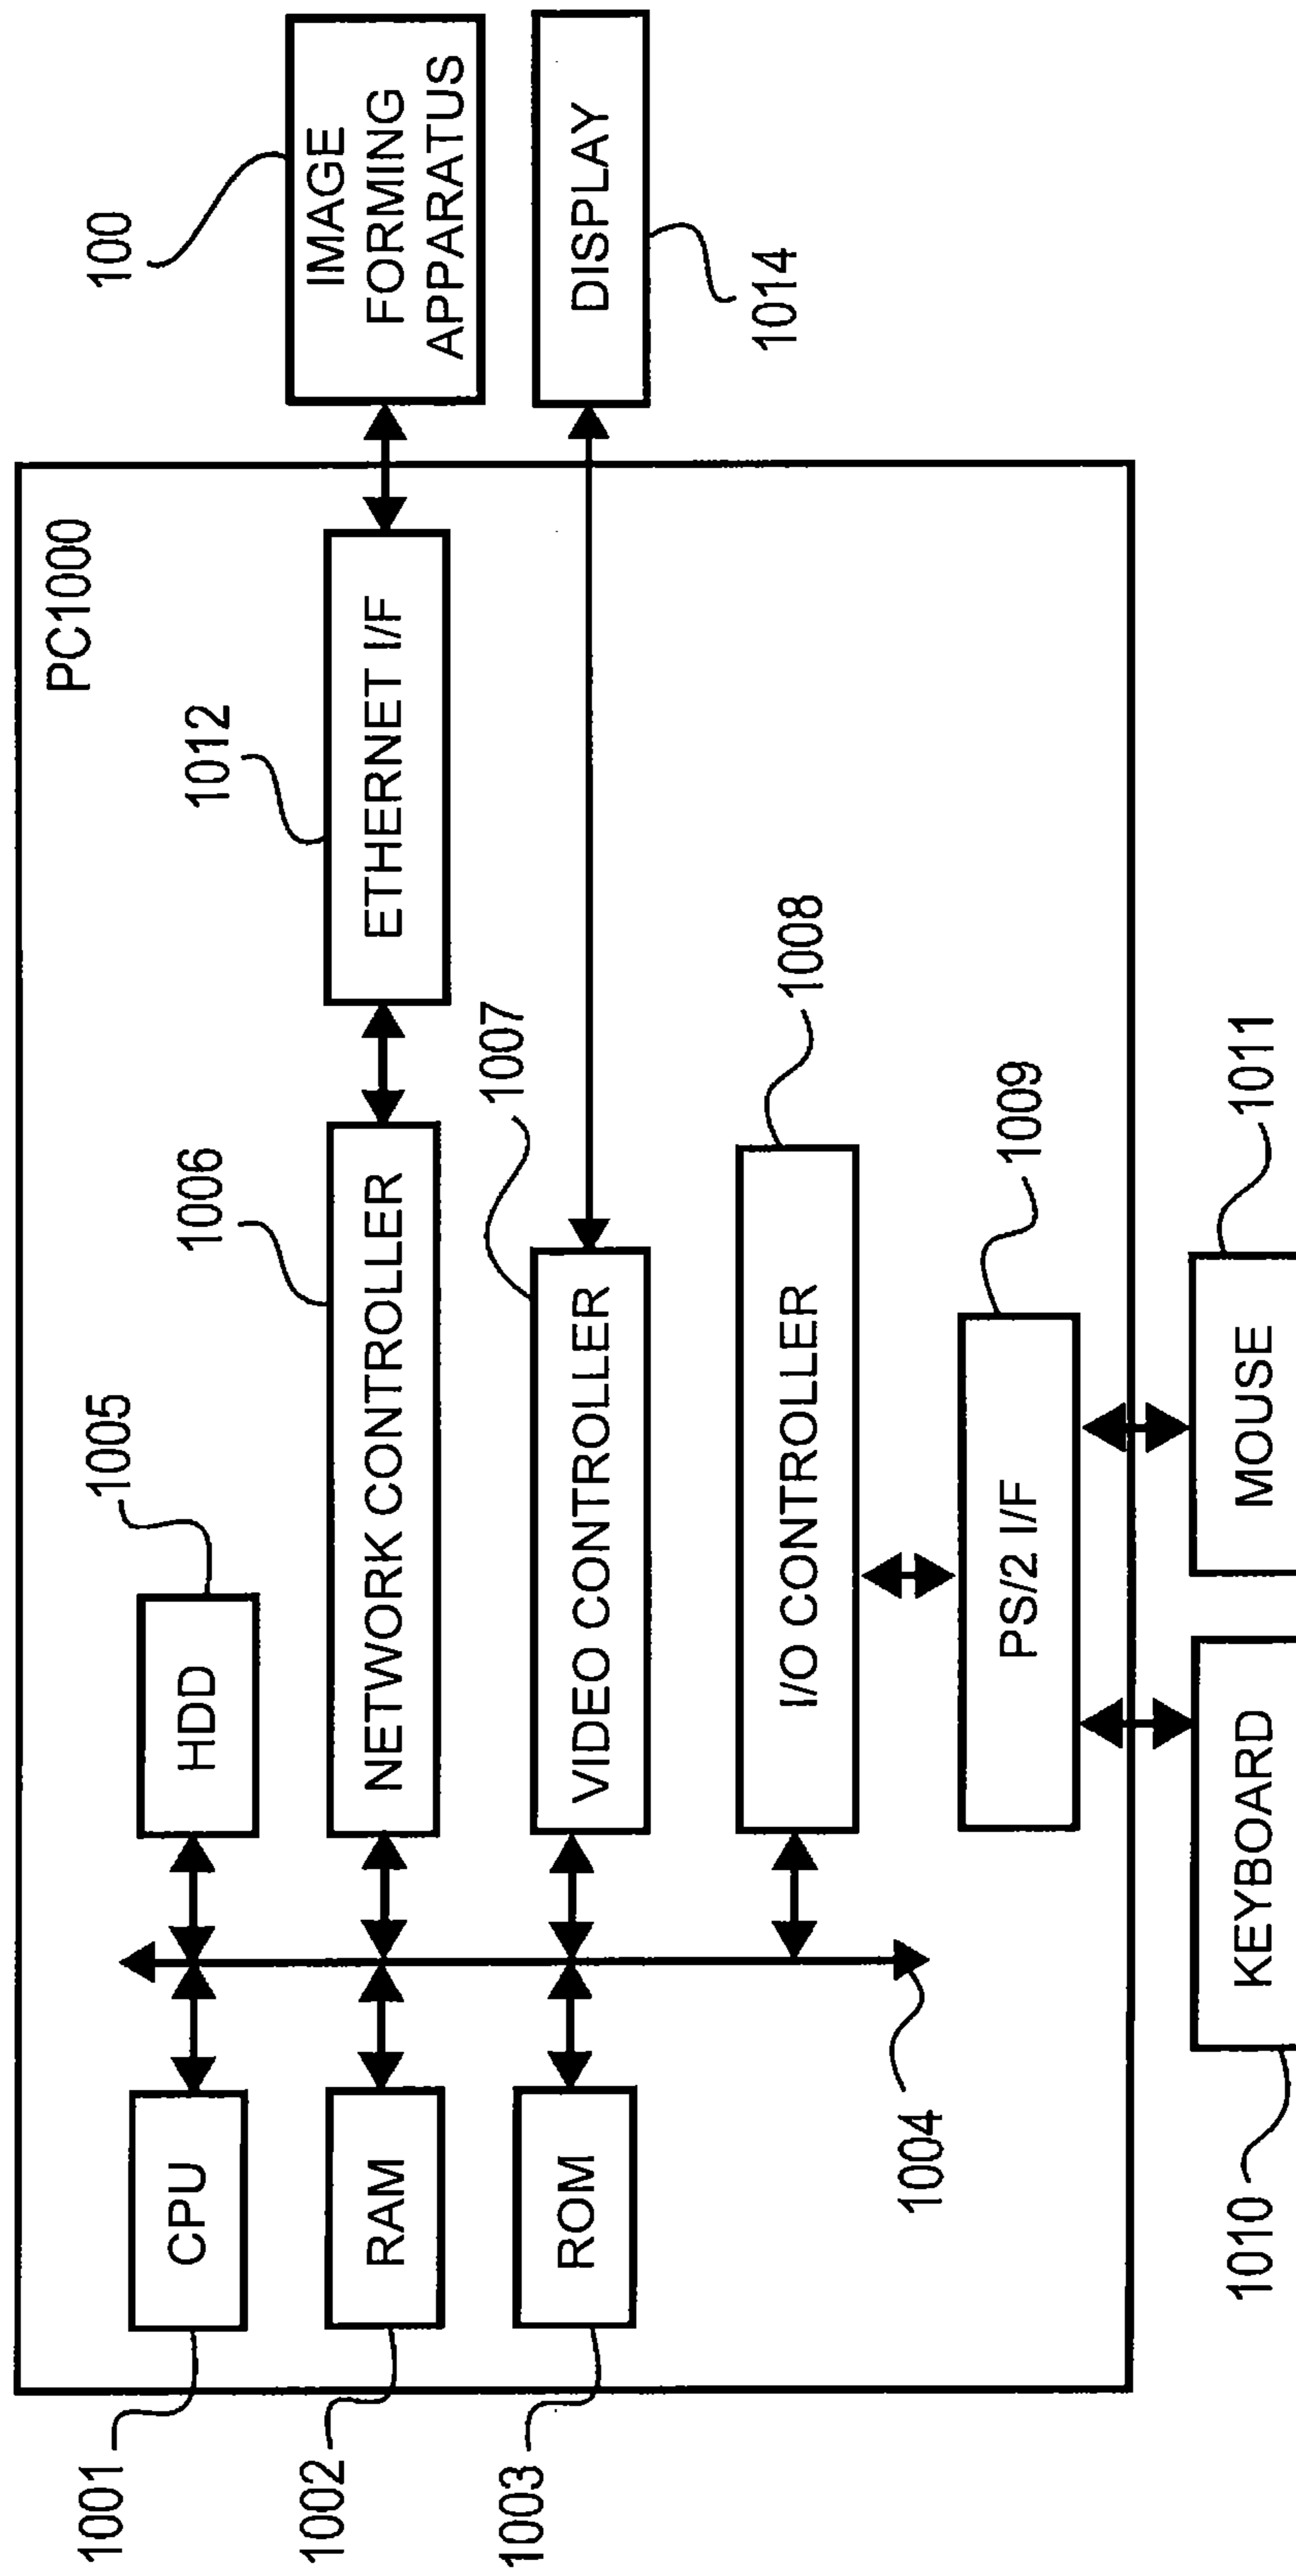 PC1000
1001
CPU
1002
RAM
1003
ROM
1004
1005
HDD
1006
NETWORK CONTROLLER
1012
ETHERNET I/F
100
IMAGE
FORMING
APPARATUS
1007
VIDEO CONTROLLER
DISPLAY
1014
1008
I/O CONTROLLER
1009
PS/2 I/F
1010
KEYBOARD
1011
MOUSE